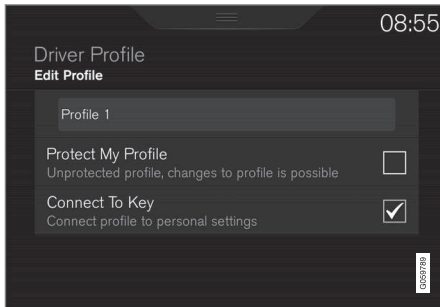 08:55
Driver Profile
Edit Profile
Profile 1
Protect My Profile
Unprotected profile, changes to profile is possible
Connect To Key
Connect profile to personal settings
G059789